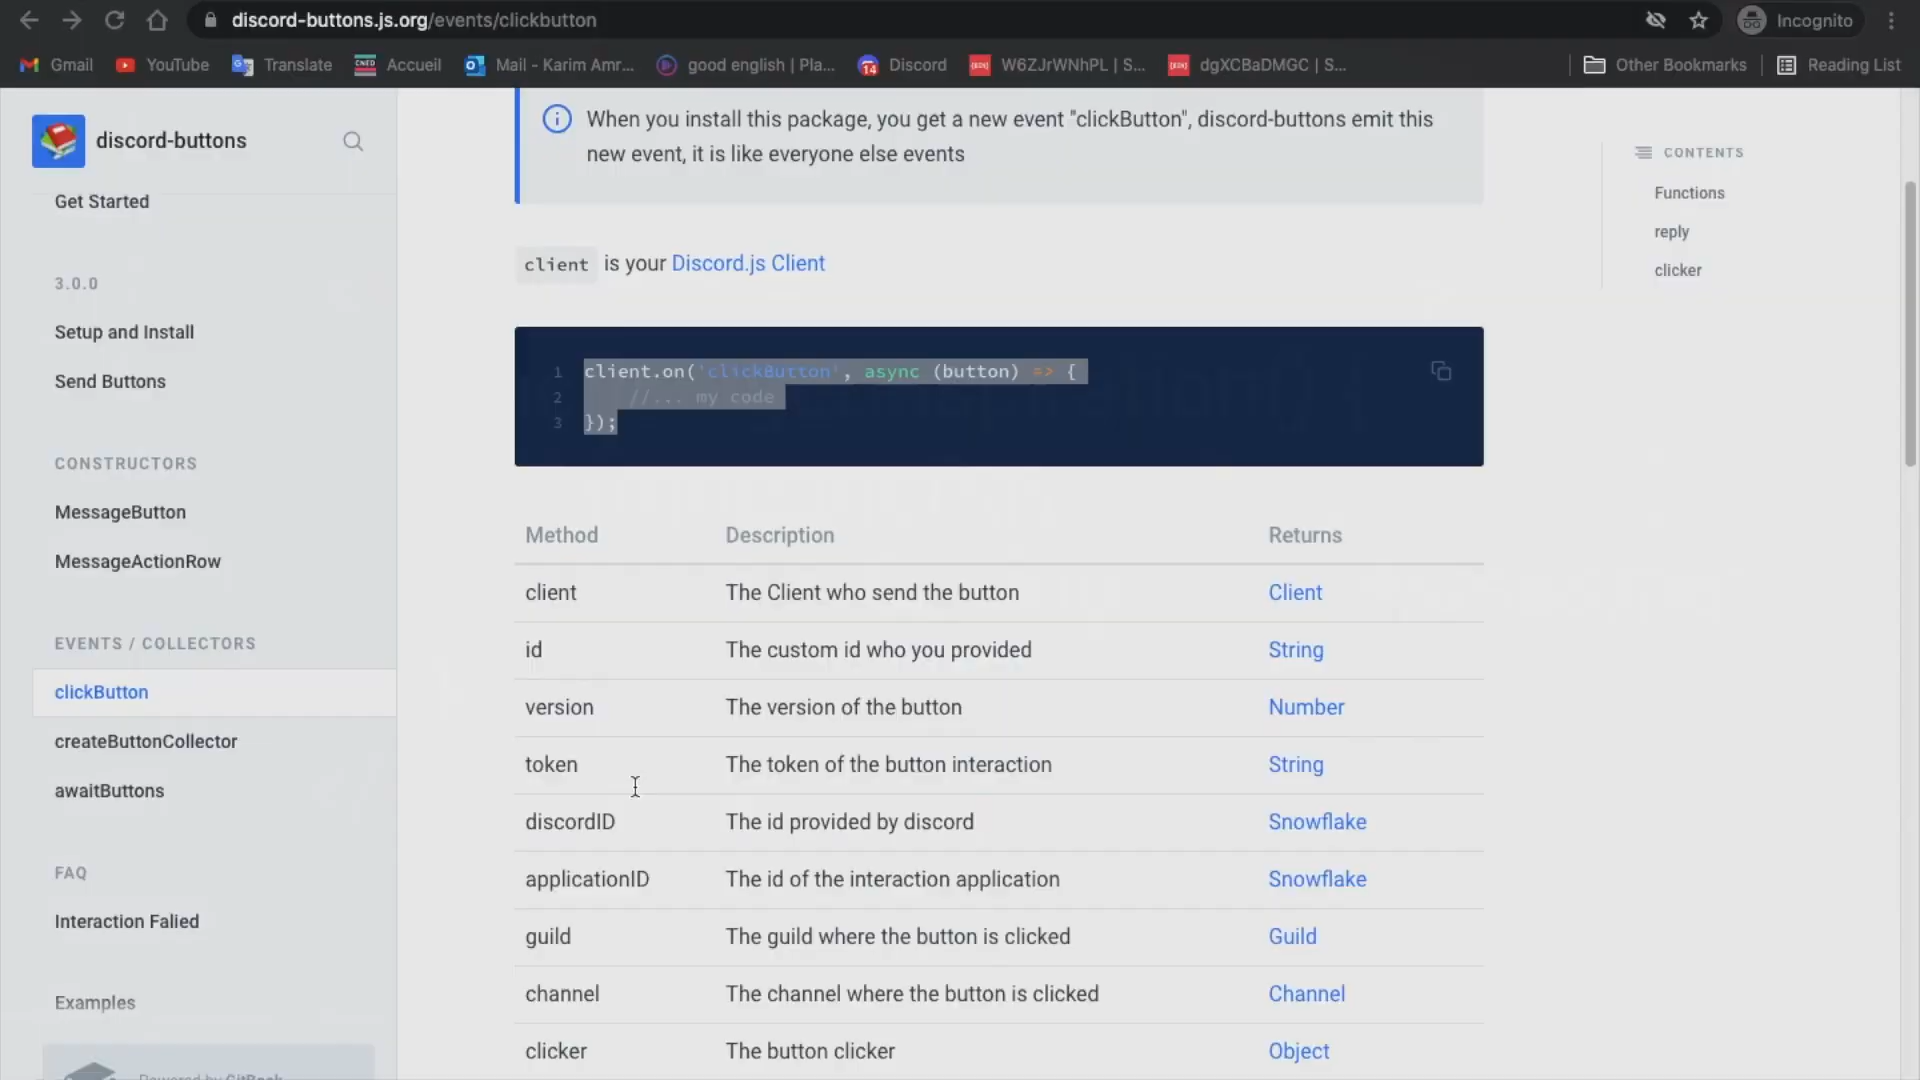 discord-buttons.js.org/events/clickbutton
Incognito
Gmail
YouTube
Translate
CNED
Accueil
Mail - Karim Amr...
good english | Pla...
14
Discord
W6ZJrWNhPL | S...
dgXCBaDMGC | S...
Other Bookmarks
Reading List
discord-buttons
Get Started
3.0.0
Setup and Install
Send Buttons
CONSTRUCTORS
MessageButton
MessageActionRow
EVENTS / COLLECTORS
clickButton
createButtonCollector
awaitButtons
FAQ
Interaction Falied
Examples
Powered by GitBook
When you install this package, you get a new event "clickButton", discord-buttons emit this
new event, it is like everyone else events
client is your Discord.js Client
1 client.on('clickButton', async (button) => {
2 //... my code
3 });
Method Description Returns
client The Client who send the button Client
id The custom id who you provided String
version The version of the button Number
token The token of the button interaction String
discordID The id provided by discord Snowflake
applicationID The id of the interaction application Snowflake
guild The guild where the button is clicked Guild
channel The channel where the button is clicked Channel
clicker The button clicker Object
CONTENTS
Functions
reply
clicker